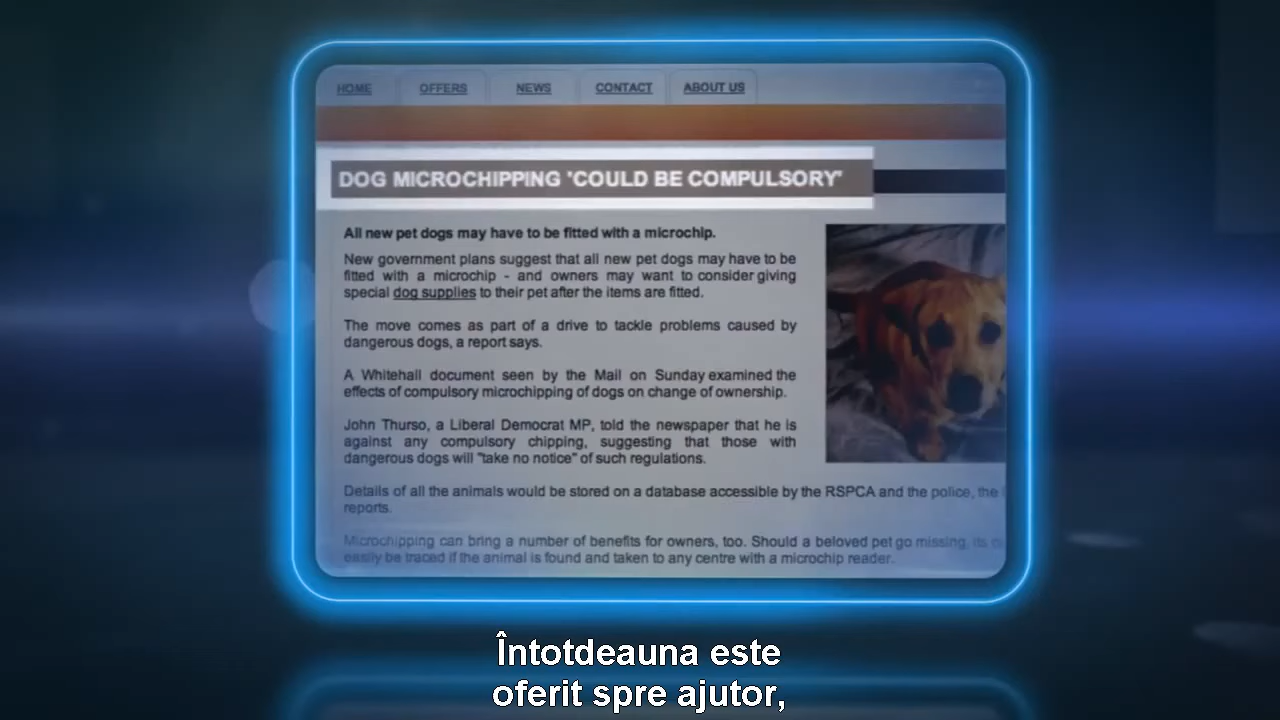 HOME OFFERS NEWS CONTACT ABOUT US
DOG MICROCHIPPING 'COULD BE COMPULSORY'
All new pet dogs may have to be fitted with a microchip.
New government plans suggest that all new pet dogs may have to be
fitted with a microchip - and owners may want to consider giving
special dog supplies to their pet after the items are fitted.
The move comes as part of a drive to tackle problems caused by
dangerous dogs, a report says.
A Whitehall document seen by the Mail on Sunday examined the
effects of compulsory microchipping of dogs on change of ownership.
John Thurso, a Liberal Democrat MP, told the newspaper that he is
against any compulsory chipping, suggesting that those with
dangerous dogs will "take no notice" of such regulations.
Details of all the animals would be stored on a database accessible by the RSPCA and the police, the
reports.
Microchipping can bring a number of benefits for owners, too. Should a beloved pet go missing, its
easily be traced if the animal is found and taken to any centre with a microchip reader.
Întotdeauna este
oferit spre ajutor,